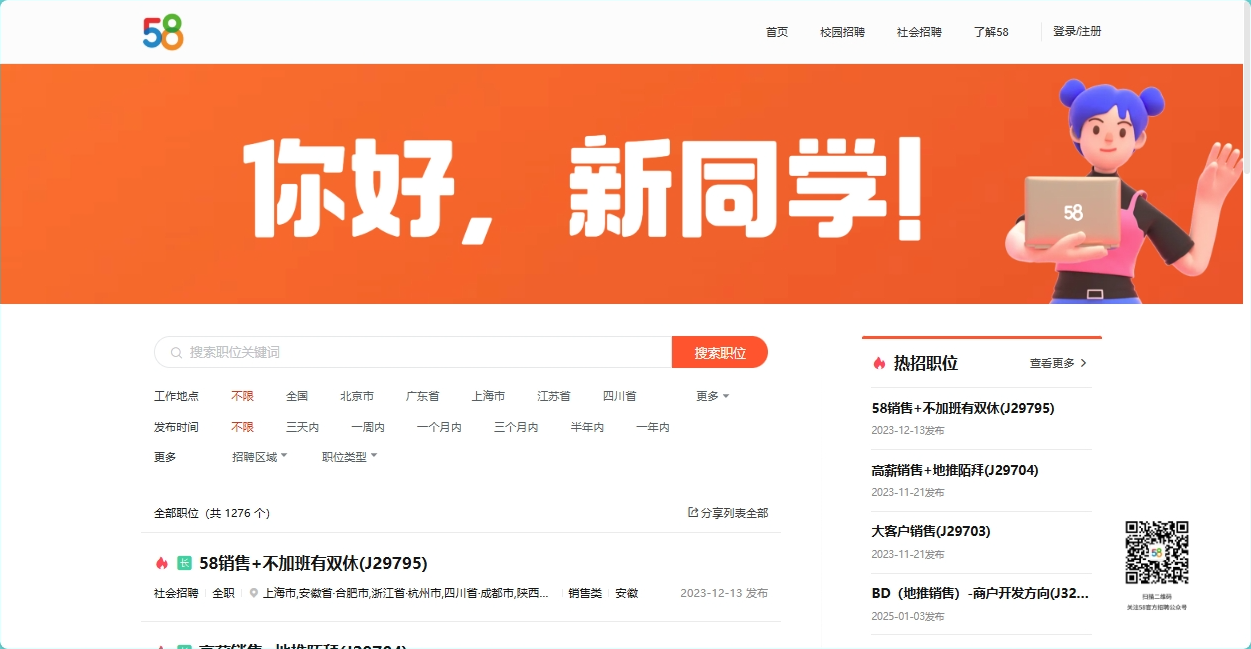 58
首页 校园招聘 社会招聘 了解58 登录/注册
你好，新同学！
58
搜索职位关键词 搜索职位
工作地点 不限 全国 北京市 广东省 上海市 江苏省 四川省 更多
发布时间 不限 三天内 一周内 一个月内 三个月内 半年内 一年内
更多 招聘区域 职位类型
全部职位（共 1276 个） 分享列表全部
长 58销售+不加班有双休(J29795)
社会招聘 全职 上海市,安徽省·合肥市,浙江省·杭州市,四川省·成都市,陕西... 销售类 安徽 2023-12-13 发布
高薪销售+地推陌拜(J29704)
热招职位 查看更多
58销售+不加班有双休(J29795)
2023-12-13发布
高薪销售+地推陌拜(J29704)
2023-11-21发布
大客户销售(J29703)
2023-11-21发布
BD（地推销售）-商户开发方向(J32...
2025-01-03发布
58
扫描二维码
关注58官方招聘公众号